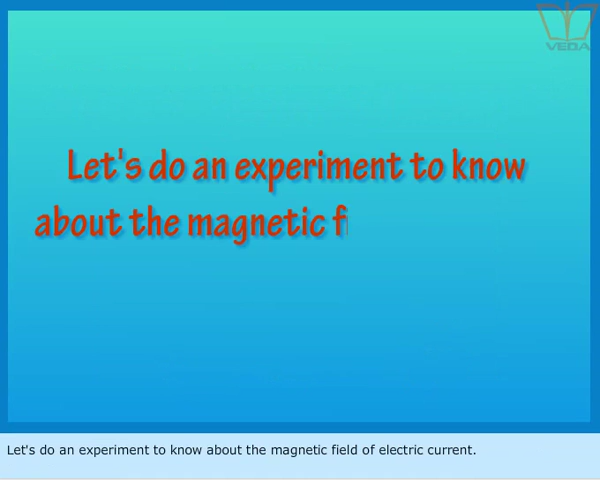 VEDA
Let's do an experiment to know
about the magnetic f
Let's do an experiment to know about the magnetic field of electric current.